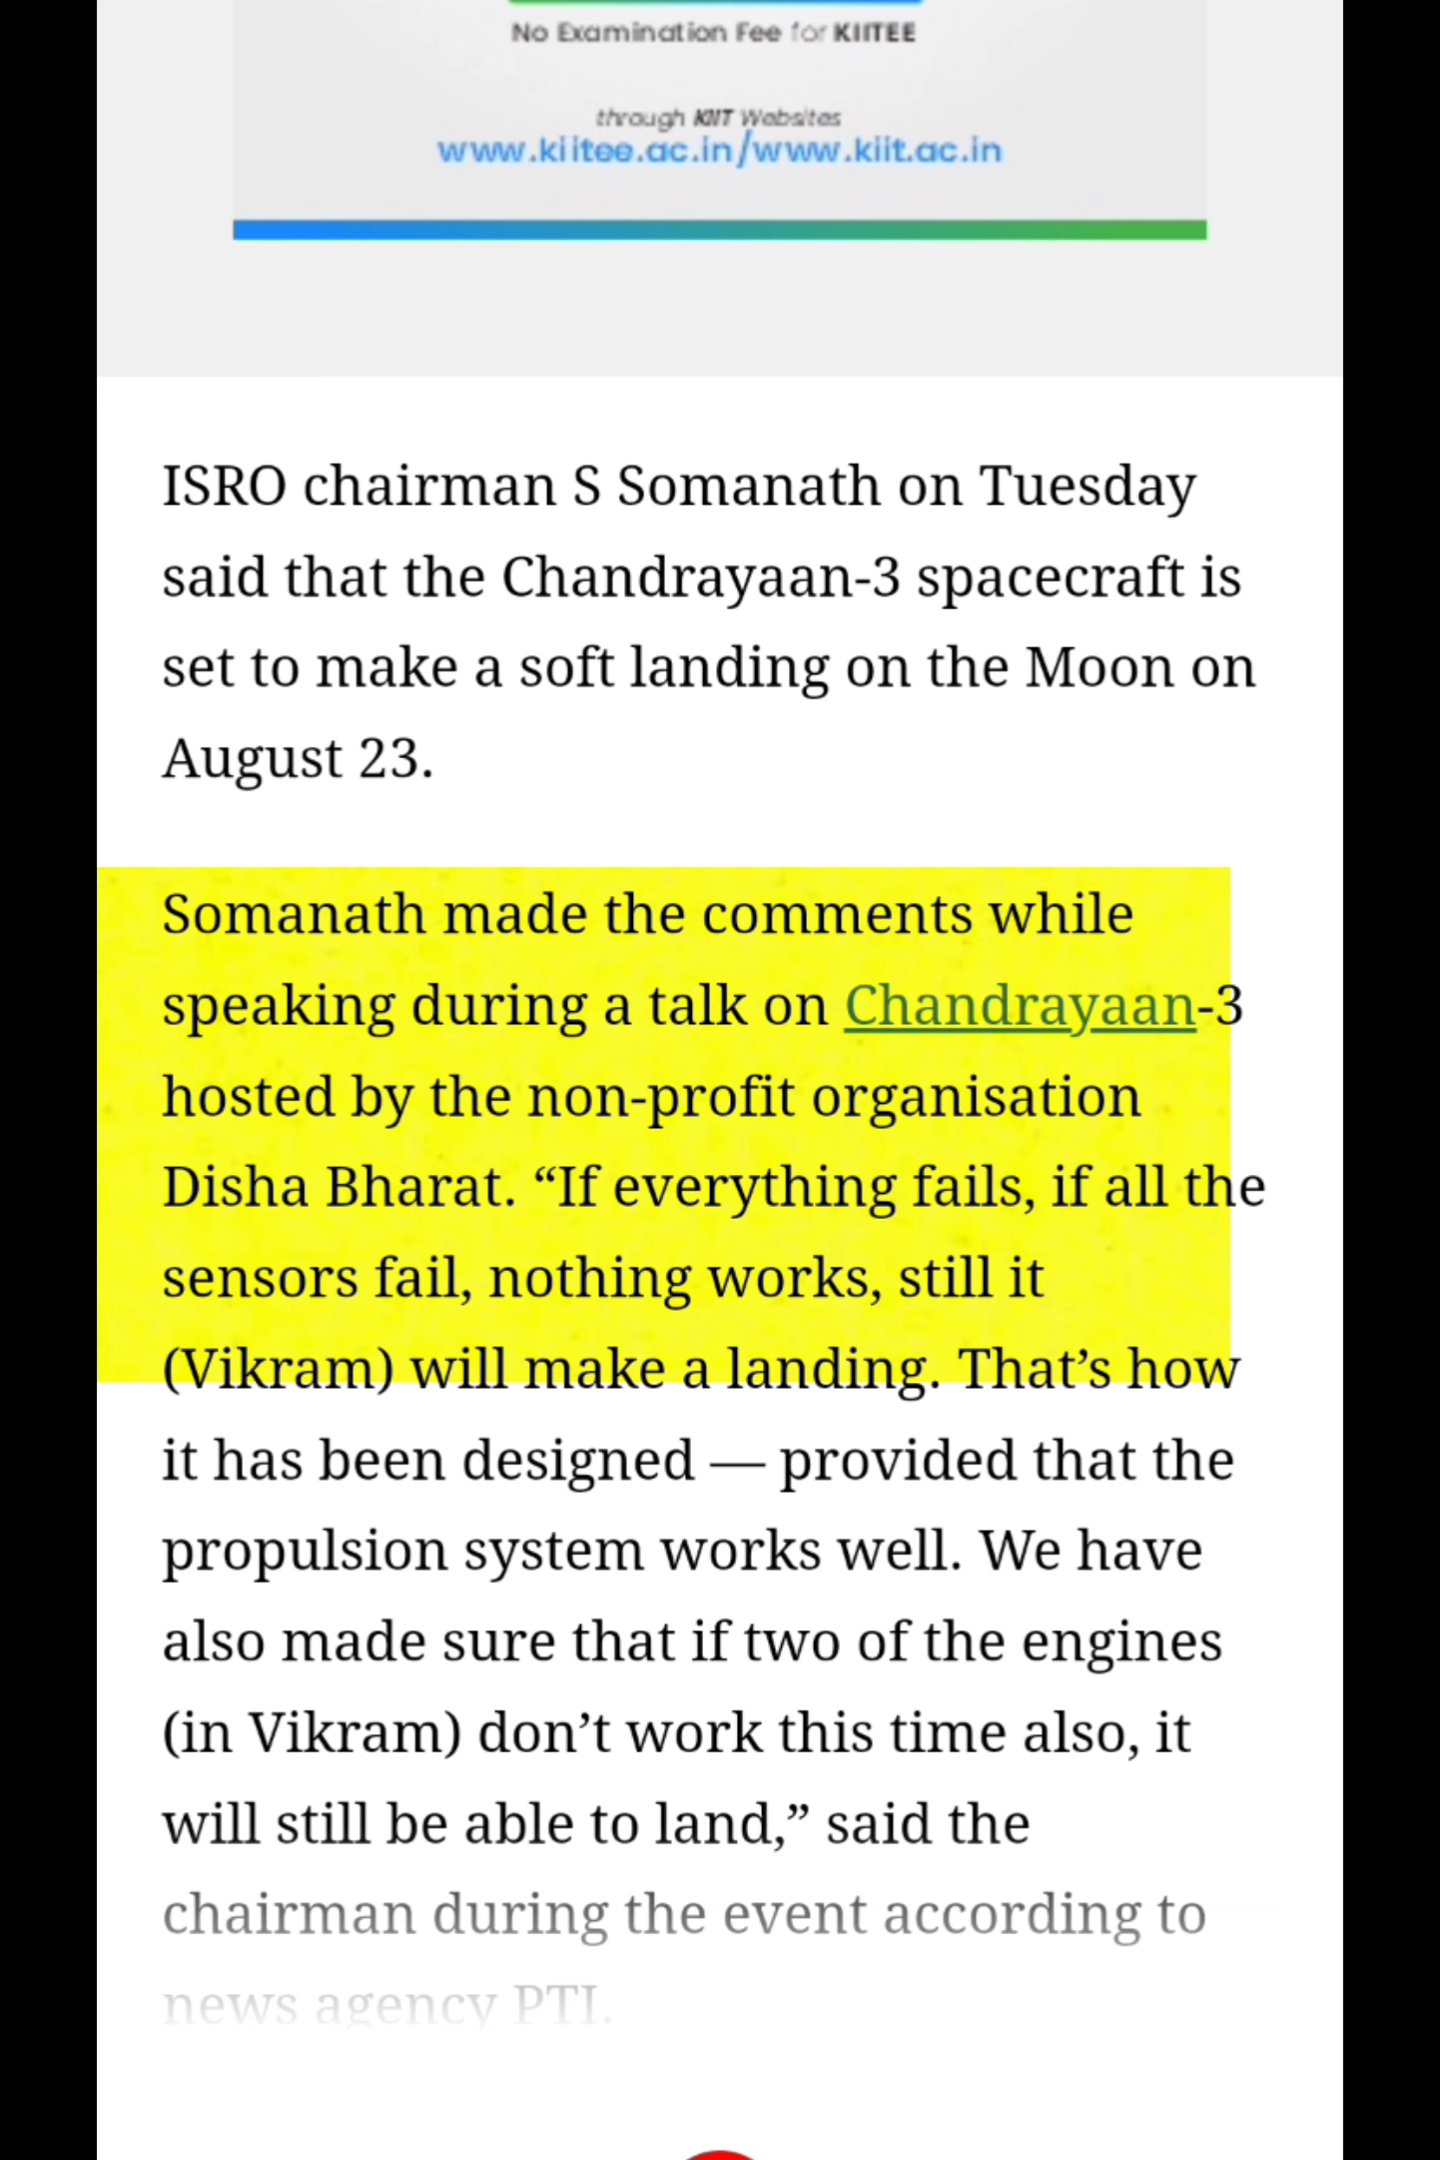 No Examination Fee for KIITEE
through KIIT Websites
www.kiitee.ac.in/www.kiit.ac.in
ISRO chairman S Somanath on Tuesday
said that the Chandrayaan-3 spacecraft is
set to make a soft landing on the Moon on
August 23.
Somanath made the comments while
speaking during a talk on Chandrayaan-3
hosted by the non-profit organisation
Disha Bharat. “If everything fails, if all the
sensors fail, nothing works, still it
(Vikram) will make a landing. That’s how
it has been designed — provided that the
propulsion system works well. We have
also made sure that if two of the engines
(in Vikram) don’t work this time also, it
will still be able to land,” said the
chairman during the event according to
news agency PTI.